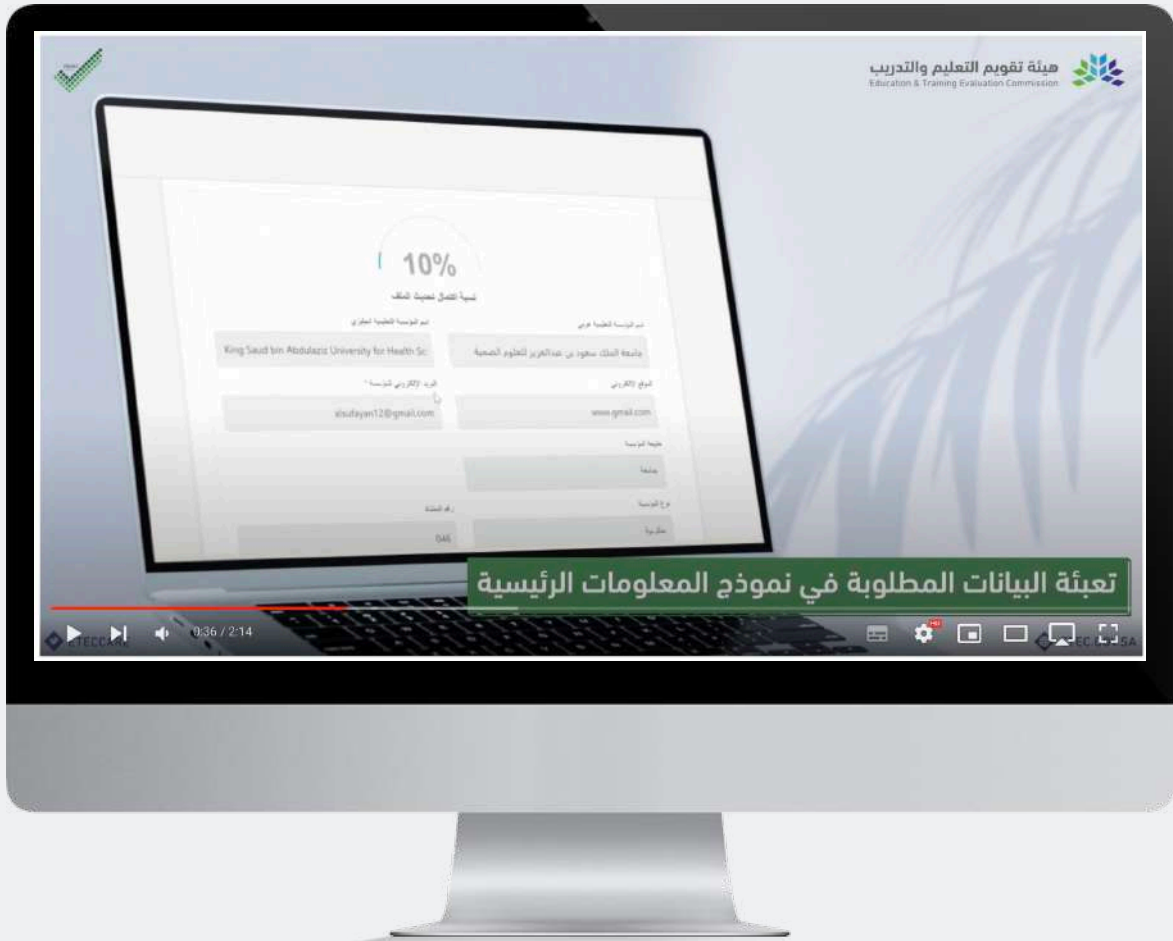 هيئة تقويم التعليم والتدريب
Education & Training Evaluation Commission
10%
نسبة اكتمال تحديث الملف
اسم المؤسسة التعليمية عربي
اسم المؤسسة التعليمية انجليزي
جامعة الملك سعود بن عبدالعزيز للعلوم الصحية
King Saud bin Abdulaziz University for Health Sc
الموقع الإلكتروني
البريد الإلكتروني للمؤسسة *
www.gmail.com
alsufayan12@gmail.com
المؤسسة
جامعة
نوع المؤسسة
رقم
حكومية
046
تعبئة البيانات المطلوبة في نموذج المعلومات الرئيسية
0:36 / 2:14
HD
ETECCARE